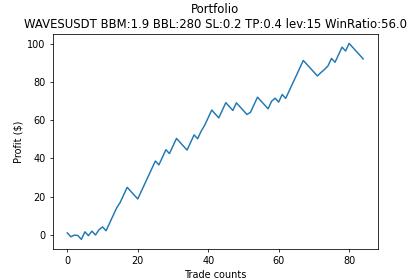 Portfolio
WAVESUSDT BBM:1.9 BBL:280 SL:0.2 TP:0.4 lev:15 WinRatio:56.0
100
80
60
40
20
0
Profit ($)
0 20 40 60 80
Trade counts